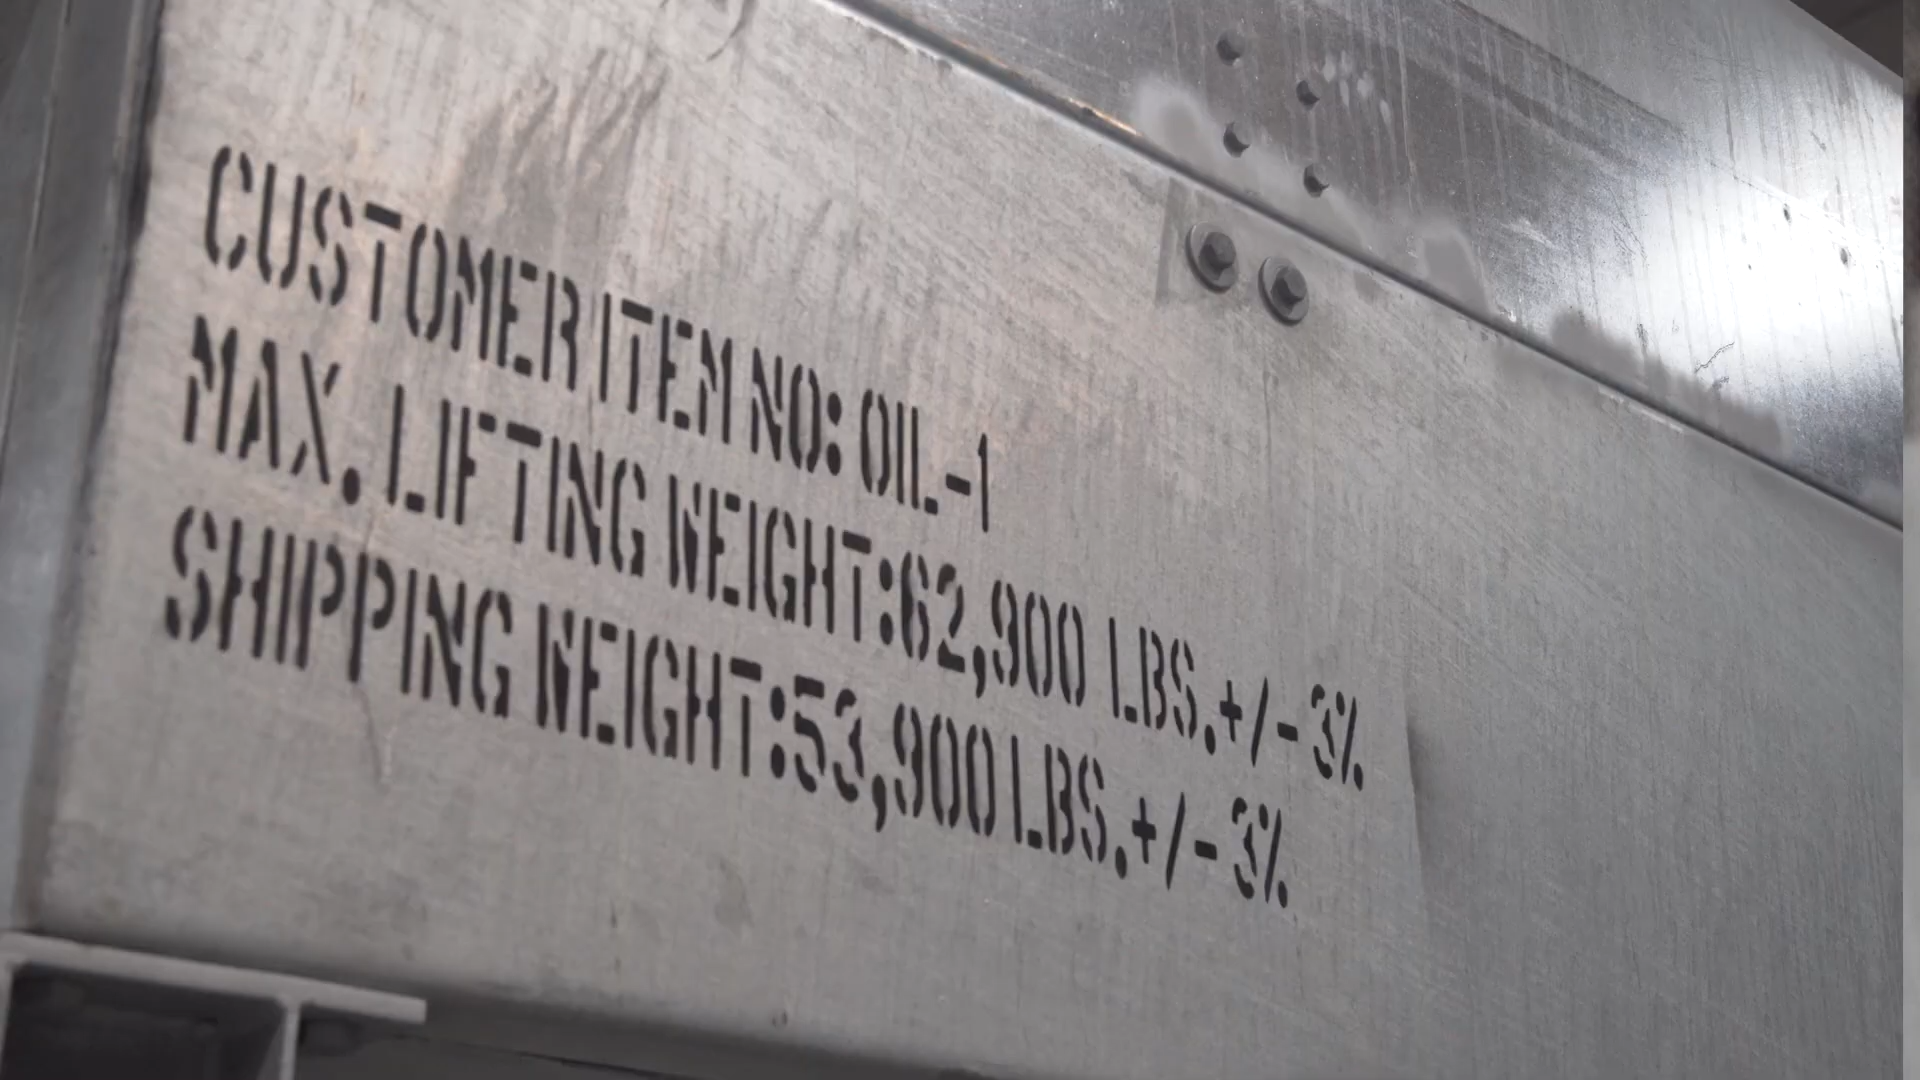 CUSTOMER ITEM NO: OIL-1
MAX. LIFTING WEIGHT:62,900 LBS.+/-3%
SHIPPING WEIGHT:53,900 LBS.+/-3%